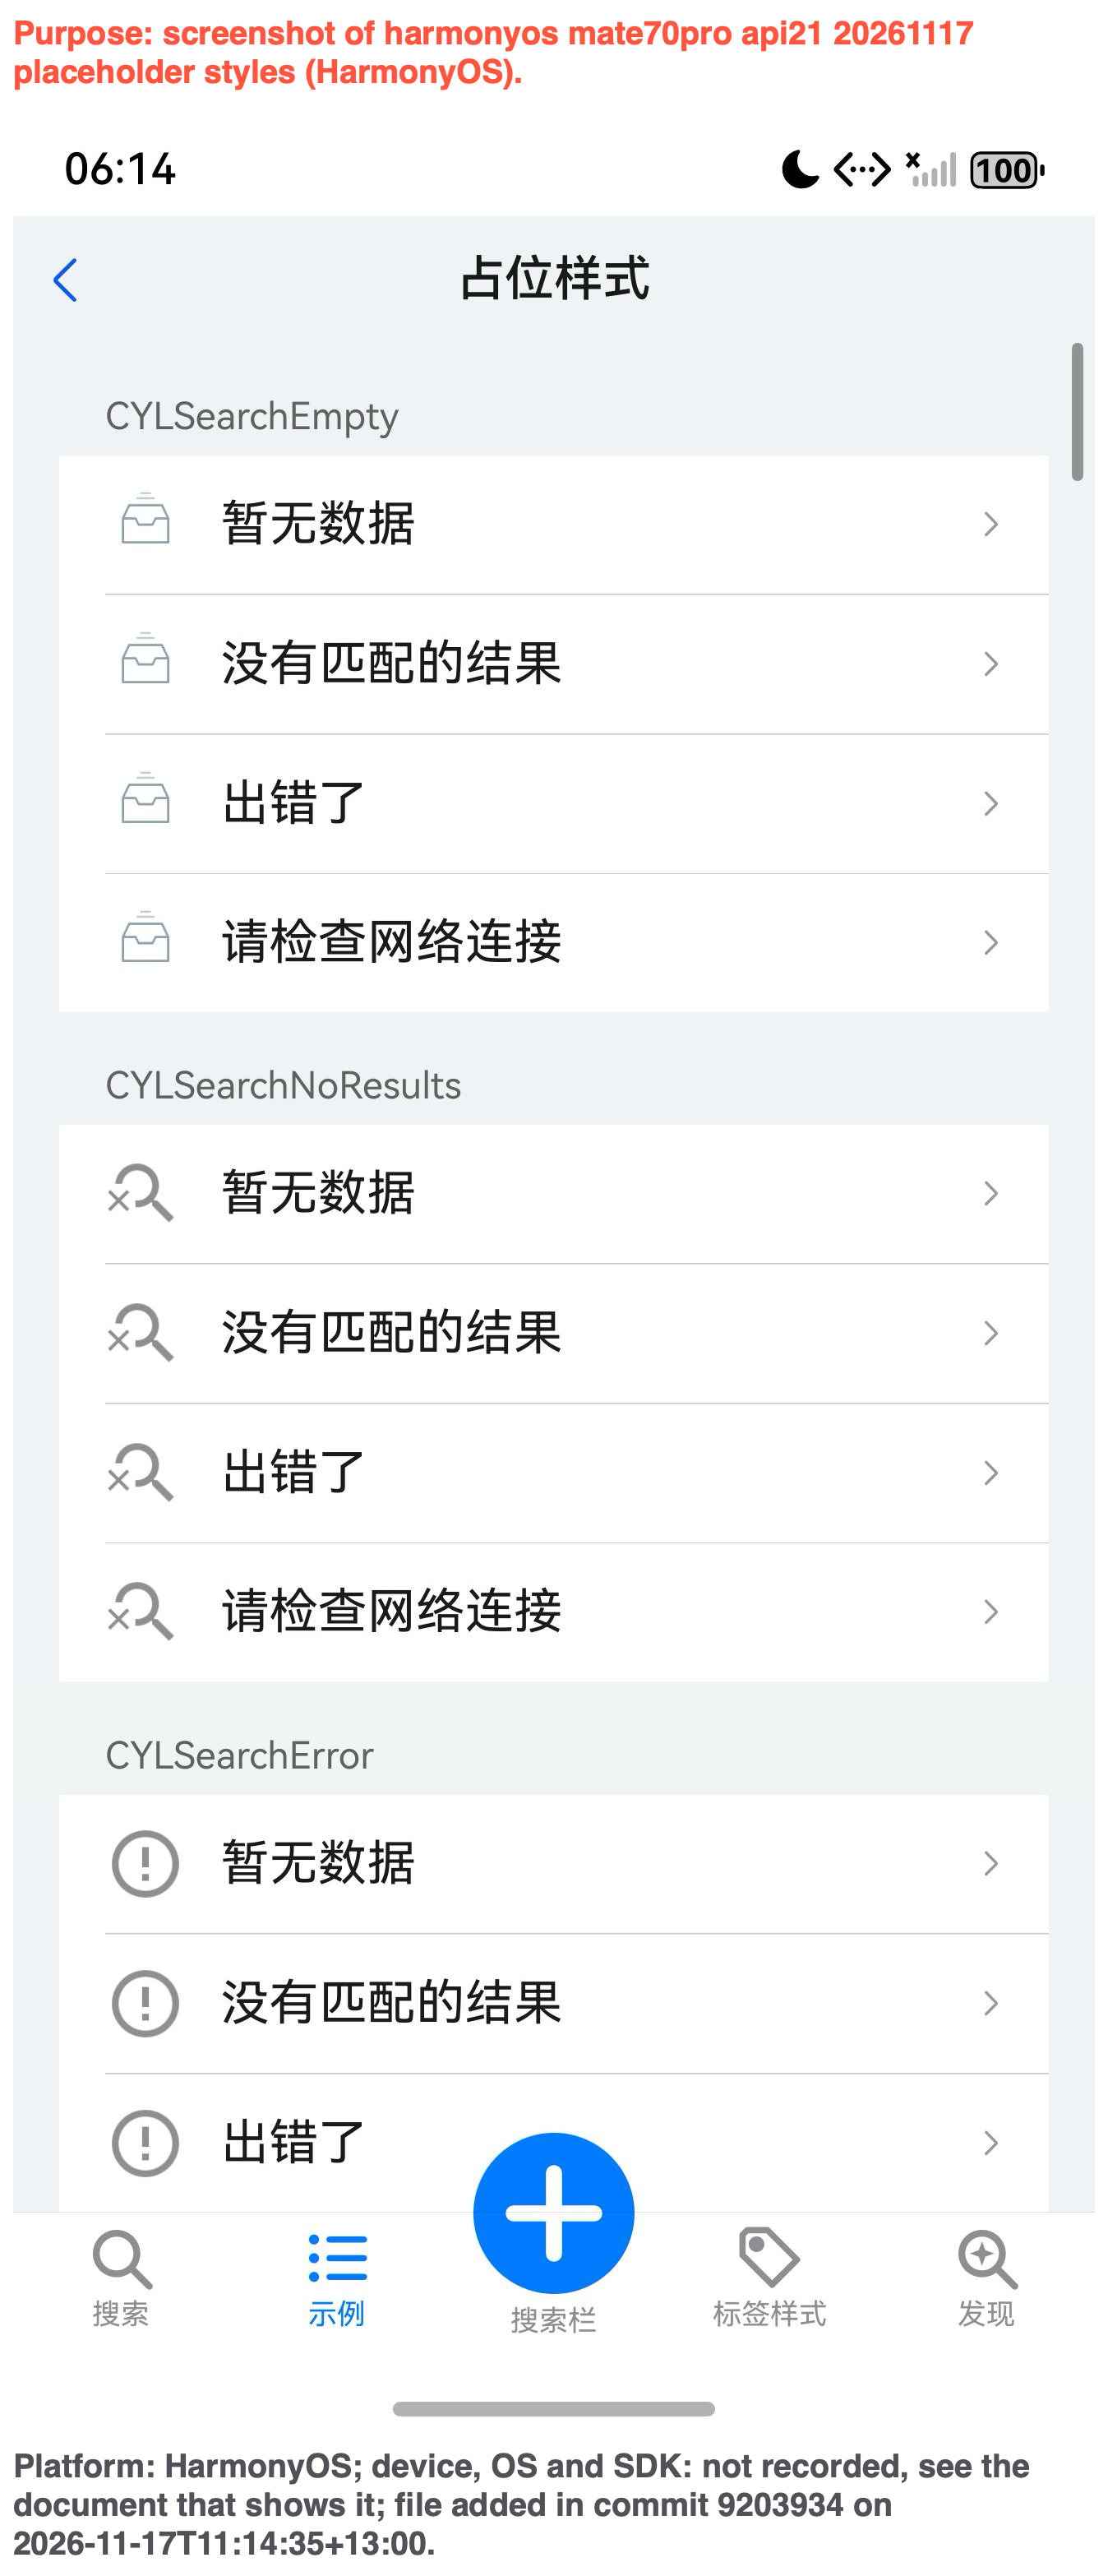 Purpose: screenshot of harmonyos mate70pro api21 20261117
placeholder styles (HarmonyOS).
06:14
100
占位样式
CYLSearchEmpty
暂无数据
没有匹配的结果
出错了
请检查网络连接
CYLSearchNoResults
暂无数据
没有匹配的结果
出错了
请检查网络连接
CYLSearchError
暂无数据
没有匹配的结果
出错了
搜索
示例
搜索栏
标签样式
发现
Platform: HarmonyOS; device, OS and SDK: not recorded, see the
document that shows it; file added in commit 9203934 on
2026-11-17T11:14:35+13:00.